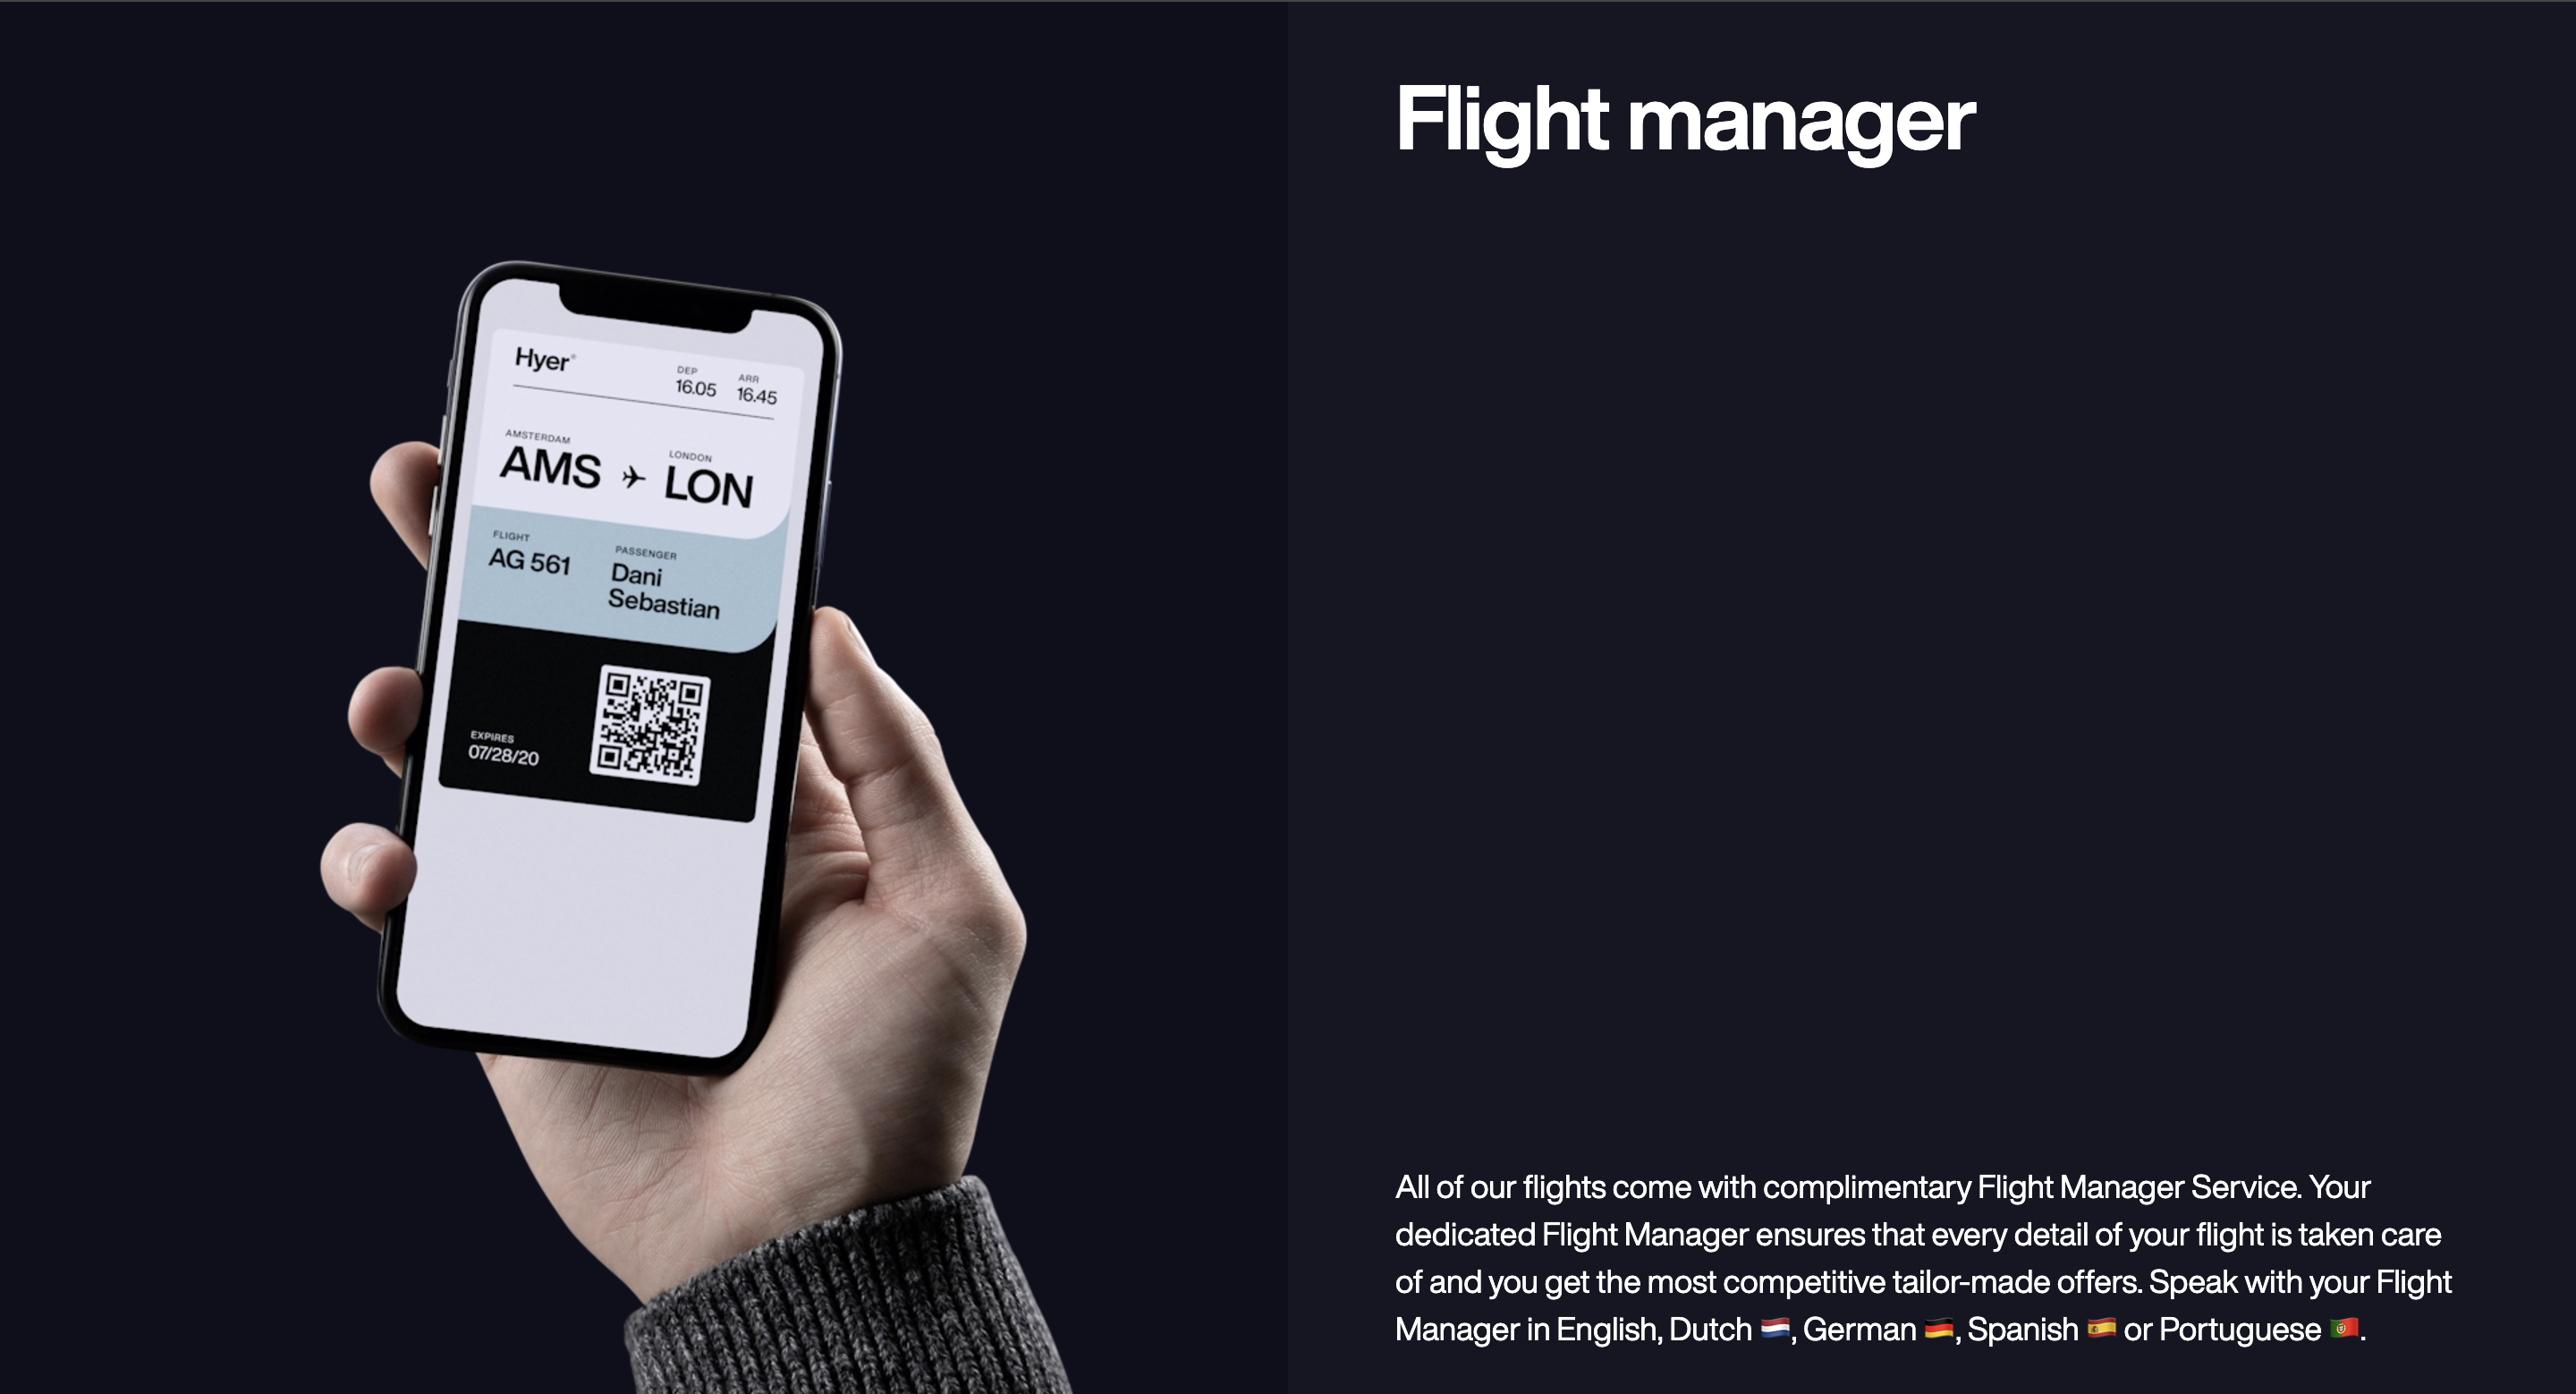 Flight manager
Hyer®
DEP
16.05
ARR
16.45
AMSTERDAM
AMS
LONDON
LON
FLIGHT
AG 561
PASSENGER
Dani
Sebastian
EXPIRES
07/28/20
All of our flights come with complimentary Flight Manager Service. Your
dedicated Flight Manager ensures that every detail of your flight is taken care
of and you get the most competitive tailor-made offers. Speak with your Flight
Manager in English, Dutch 🇳🇱, German 🇩🇪, Spanish 🇪🇸 or Portuguese 🇵🇹.